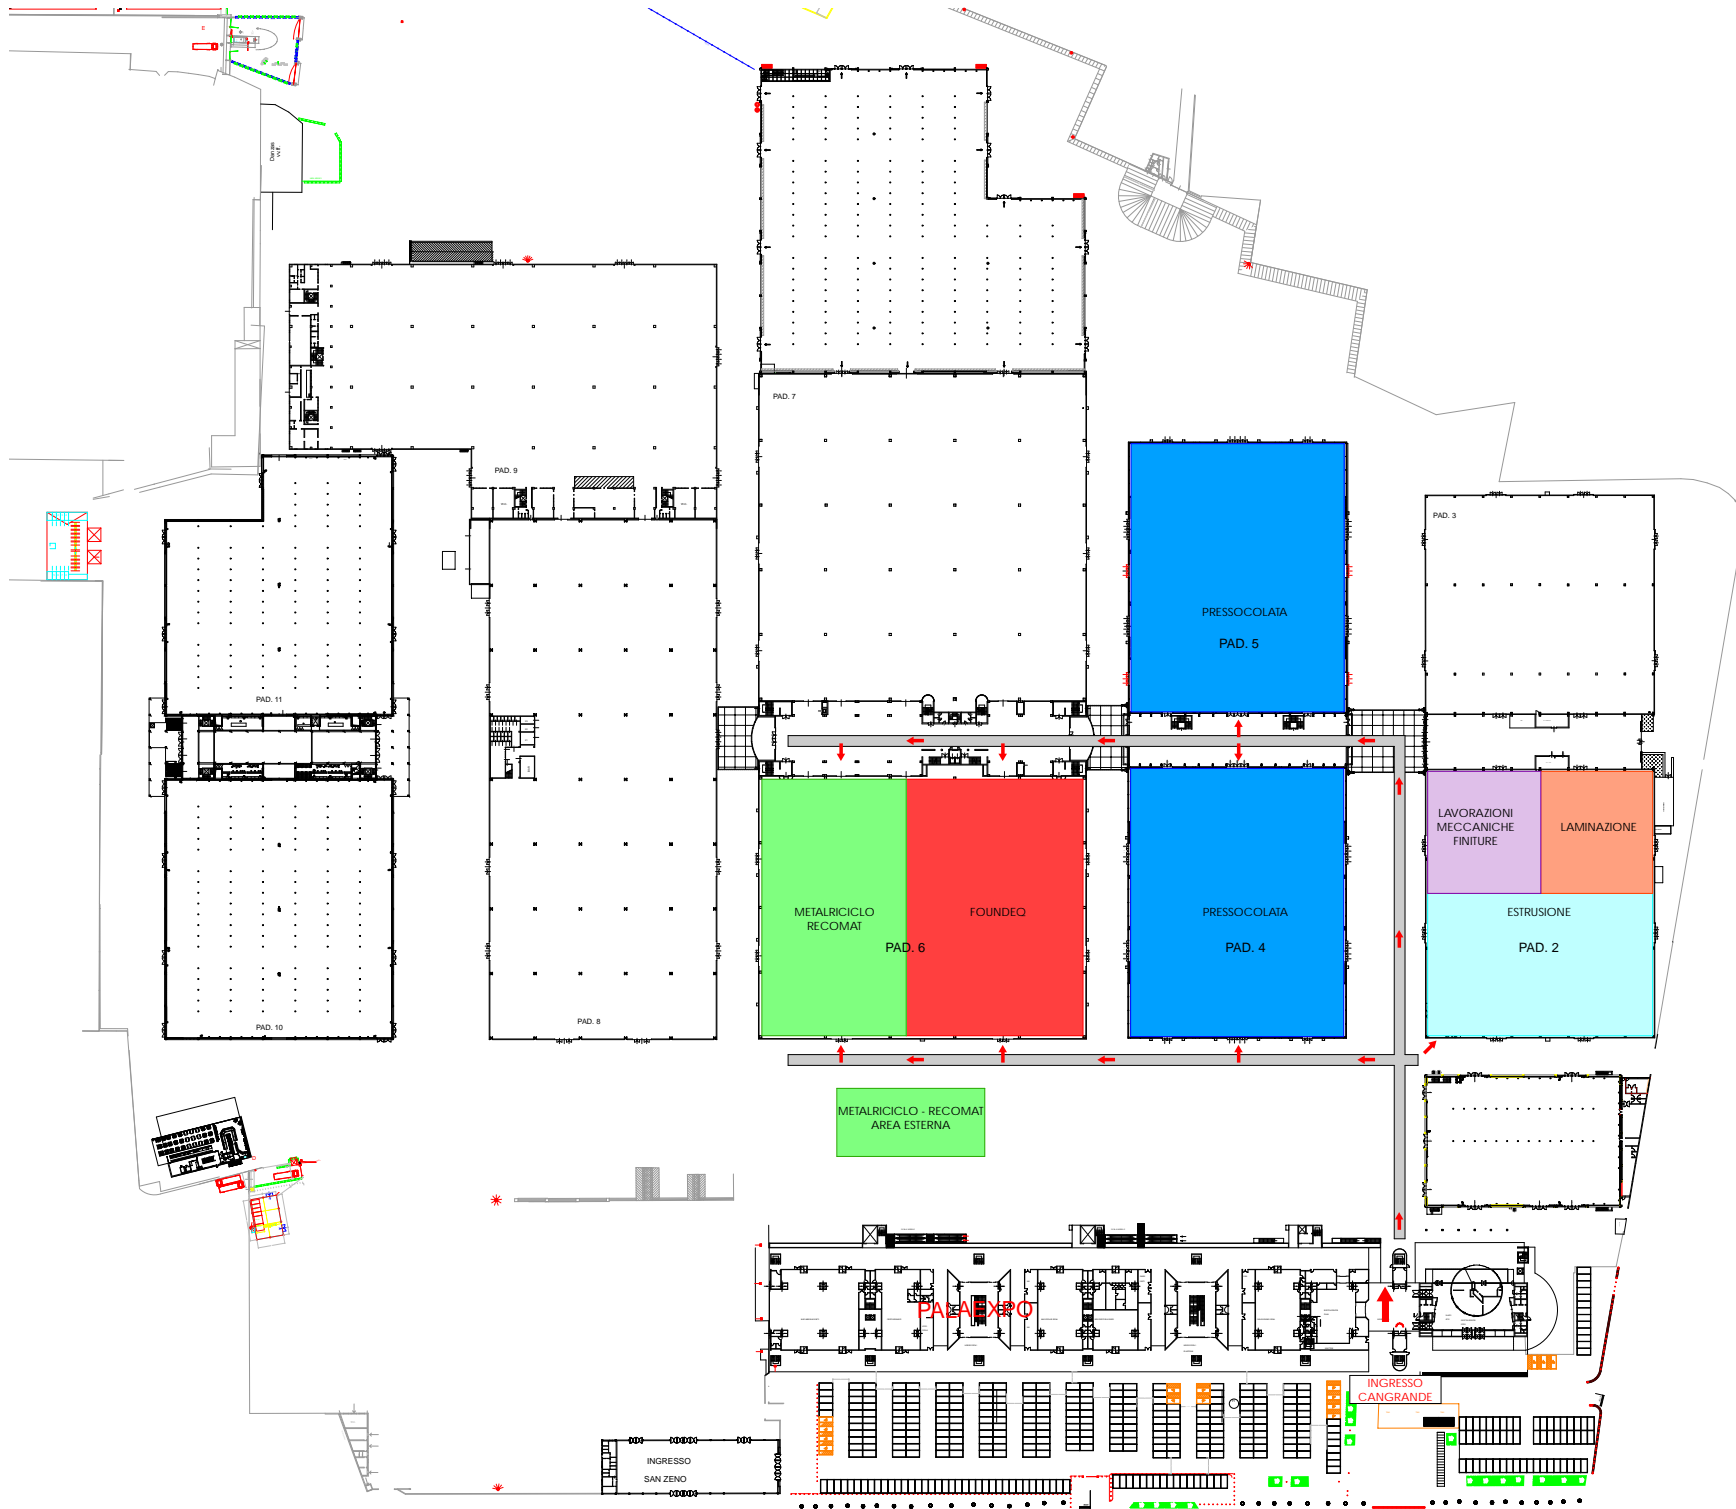 Danzas
vvf.
PAD. 7
PAD. 9
PAD. 3
PRESSOCOLATA
PAD. 5
PAD. 11
LAVORAZIONI
MECCANICHE
FINITURE
LAMINAZIONE
METALRICICLO
RECOMAT
FOUNDEQ
PAD. 6
PRESSOCOLATA
PAD. 4
ESTRUSIONE
PAD. 2
PAD. 10
PAD. 8
METALRICICLO - RECOMAT
AREA ESTERNA
PALAEXPO
INGRESSO
CANGRANDE
INGRESSO
SAN ZENO